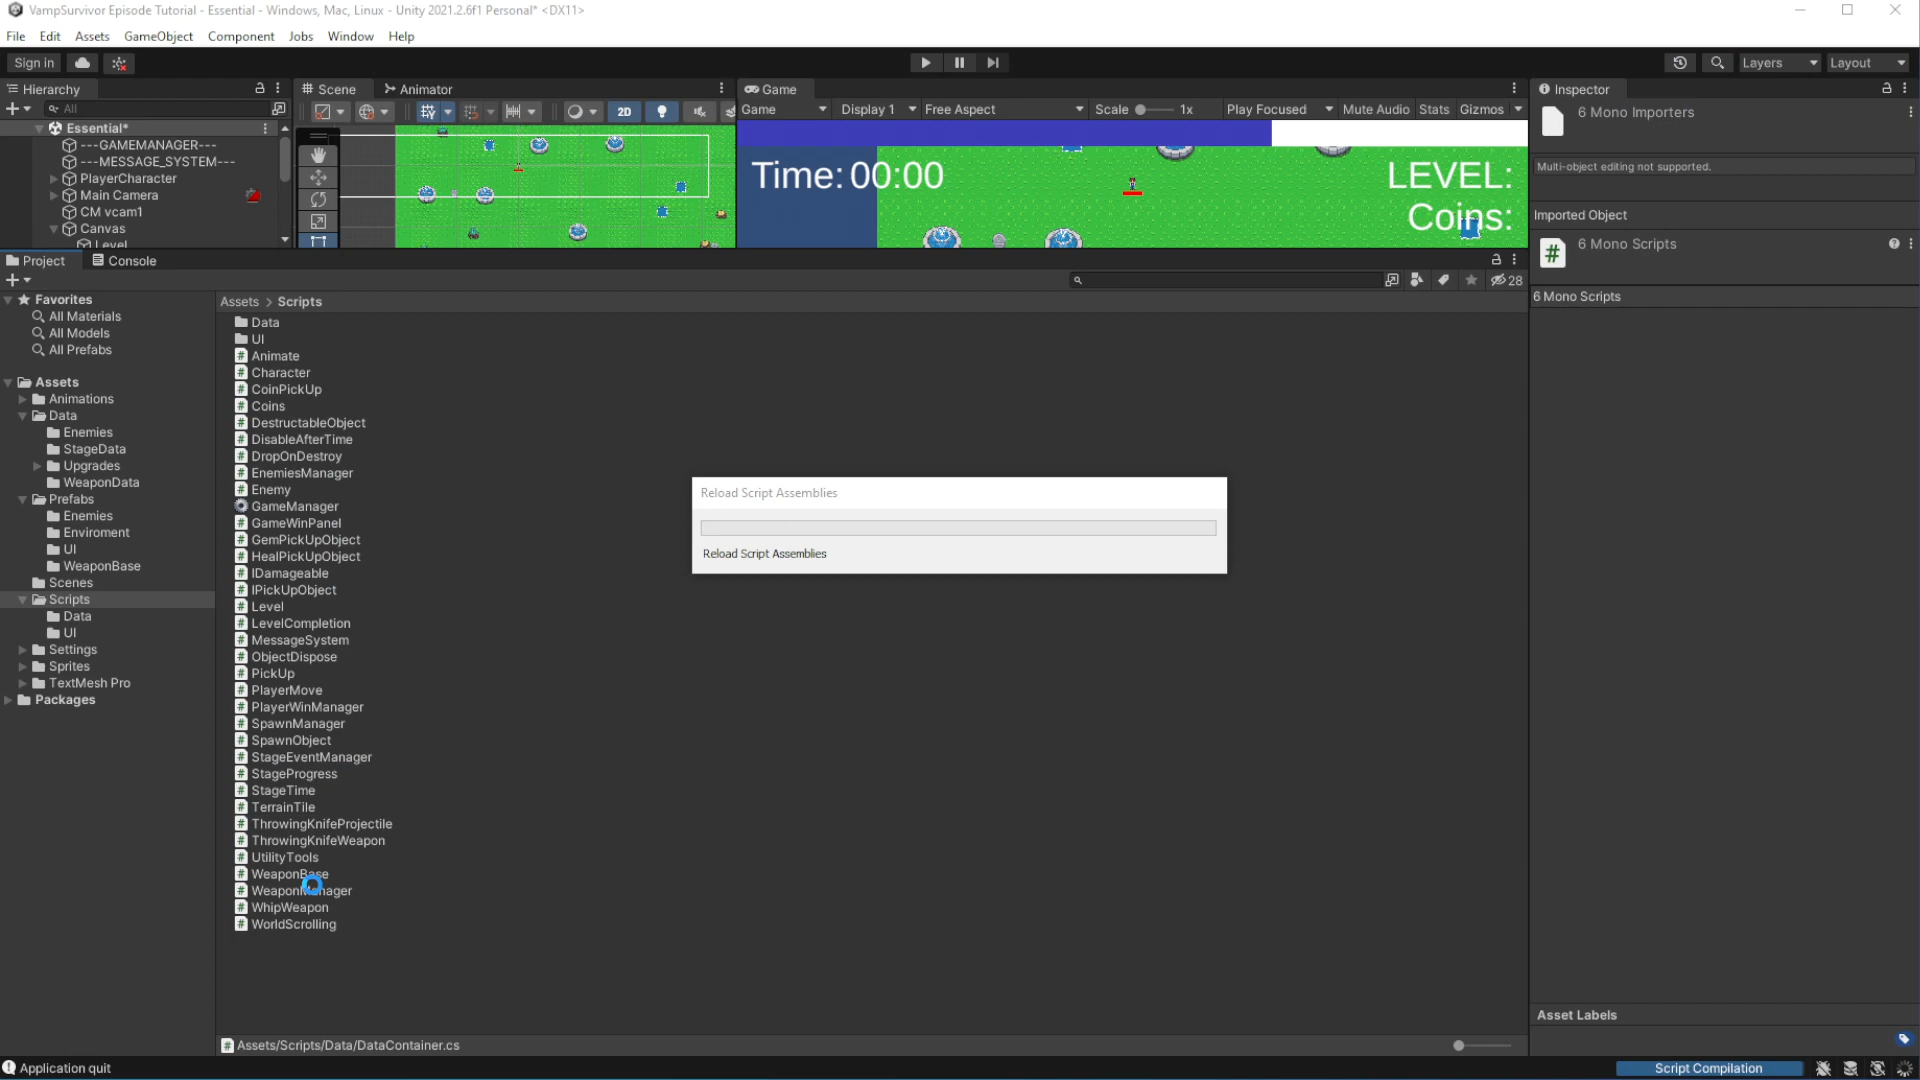 VampSurvivor Episode Tutorial - Essential - Windows, Mac, Linux - Unity 2021.2.6f1 Personal* <DX11>
File Edit Assets GameObject Component Jobs Window Help
Sign in
Layers
Layout
Hierarchy
Scene
Animator
Game
Inspector
All
2D
Game
Display 1
Free Aspect
Scale
1x
Play Focused
Mute Audio
Stats
Gizmos
6 Mono Importers
Essential*
---GAMEMANAGER---
---MESSAGE_SYSTEM---
PlayerCharacter
Main Camera
CM vcam1
Canvas
Level
Time: 00:00
LEVEL:
Coins:
Multi-object editing not supported.
Imported Object
6 Mono Scripts
6 Mono Scripts
Project
Console
28
Favorites
All Materials
All Models
All Prefabs
Assets
Animations
Data
Enemies
StageData
Upgrades
WeaponData
Prefabs
Enemies
Enviroment
UI
WeaponBase
Scenes
Scripts
Data
UI
Settings
Sprites
TextMesh Pro
Packages
Assets > Scripts
Data
UI
Animate
Character
CoinPickUp
Coins
DestructableObject
DisableAfterTime
DropOnDestroy
EnemiesManager
Enemy
GameManager
GameWinPanel
GemPickUpObject
HealPickUpObject
IDamageable
IPickUpObject
Level
LevelCompletion
MessageSystem
ObjectDispose
PickUp
PlayerMove
PlayerWinManager
SpawnManager
SpawnObject
StageEventManager
StageProgress
StageTime
TerrainTile
ThrowingKnifeProjectile
ThrowingKnifeWeapon
UtilityTools
WeaponBase
WeaponManager
WhipWeapon
WorldScrolling
Reload Script Assemblies
Reload Script Assemblies
Asset Labels
Assets/Scripts/Data/DataContainer.cs
Application quit
Script Compilation